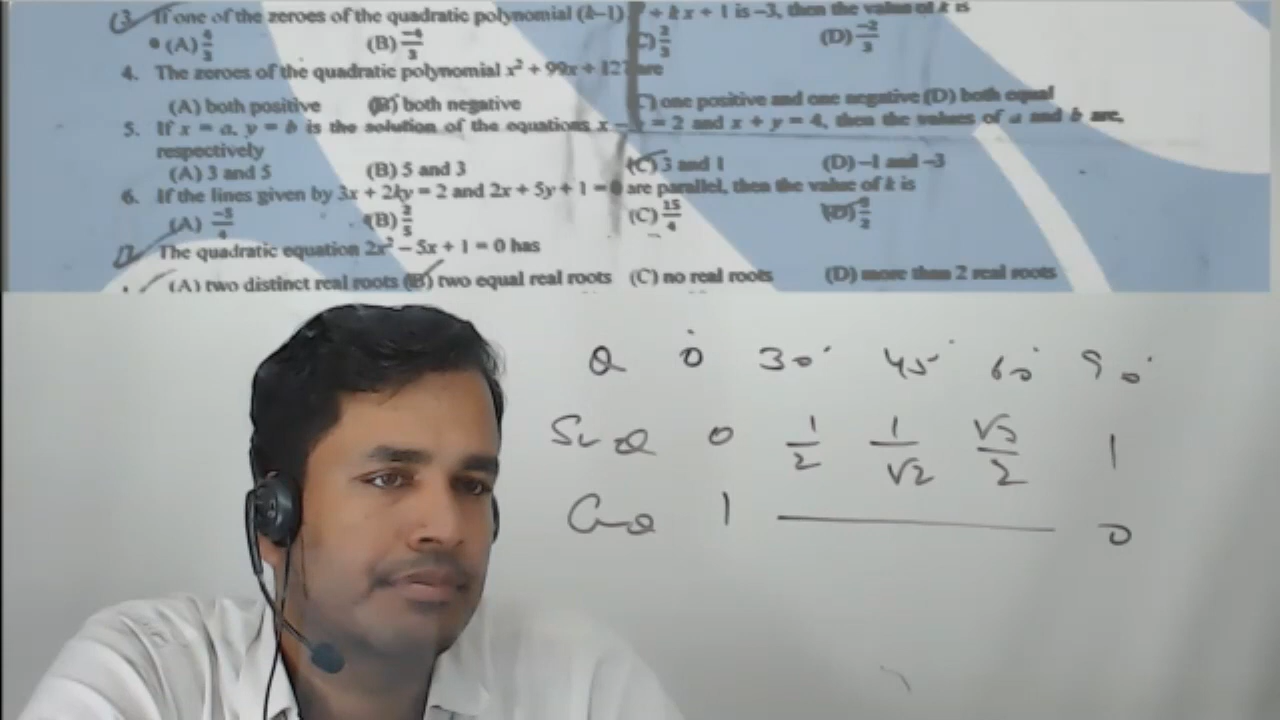 3. If one of the zeroes of the quadratic polynomial (k–1) + kx + 1 is –3, then the value of k is
(A) 4/3 (B) –4/3 (C) 2/3 (D) –2/3
4. The zeroes of the quadratic polynomial x² + 99x + 127 are
(A) both positive (B) both negative (C) one positive and one negative (D) both equal
5. If x = a, y = b is the solution of the equations x – = 2 and x + y = 4, then the values of a and b are,
respectively
(A) 3 and 5 (B) 5 and 3 (C) 3 and 1 (D) –1 and –3
6. If the lines given by 3x + 2ky = 2 and 2x + 5y + 1 = 0 are parallel, then the value of k is
(A) (B) (C) 15/4 (D)
The quadratic equation 2x² – 5x + 1 = 0 has
(A) two distinct real roots (B) two equal real roots (C) no real roots (D) more than 2 real roots
θ 0° 30° 45° 60° 90°
Sin θ 0 1/2 1/√2 √3/2 1
Cos θ 1 0